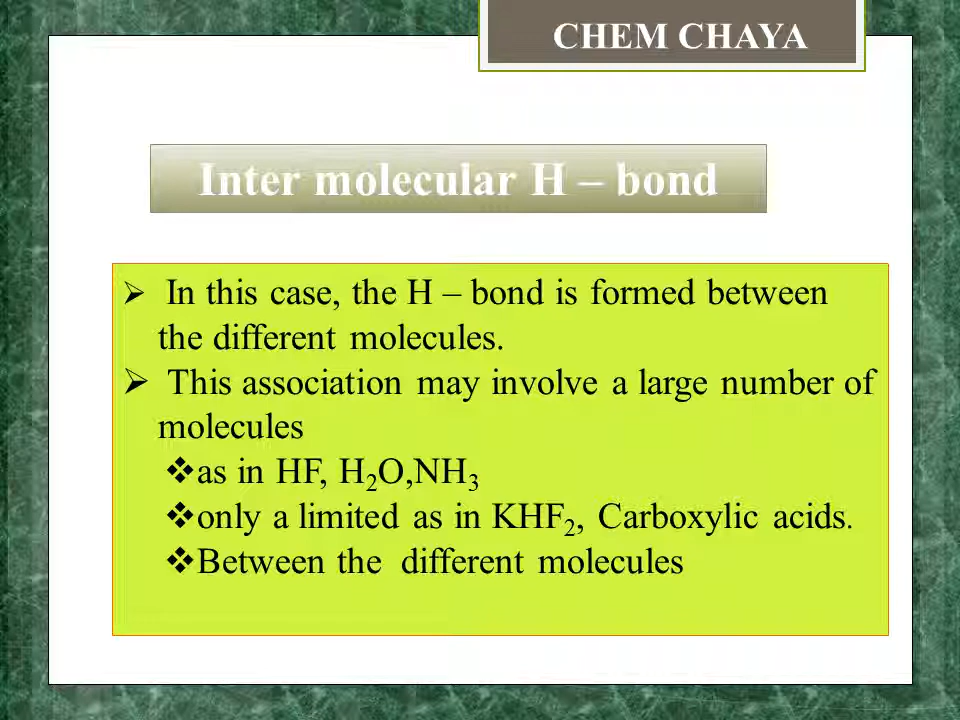 CHEM CHAYA
Inter molecular H – bond
➢ In this case, the H – bond is formed between
the different molecules.
➢ This association may involve a large number of
molecules
❖as in HF, H₂O,NH₃
❖only a limited as in KHF₂, Carboxylic acids.
❖Between the different molecules